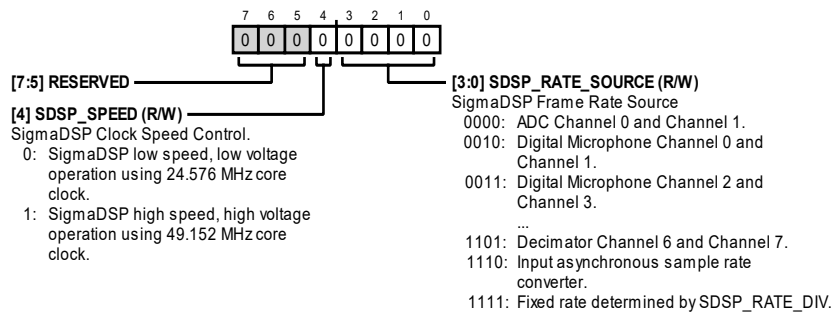 7 6 5 4 3 2 1 0
0 0 0 0 0 0 0 0
[7:5] RESERVED
[4] SDSP_SPEED (R/W)
SigmaDSP Clock Speed Control.
0: SigmaDSP low speed, low voltage
operation using 24.576 MHz core
clock.
1: SigmaDSP high speed, high voltage
operation using 49.152 MHz core
clock.
[3:0] SDSP_RATE_SOURCE (R/W)
SigmaDSP Frame Rate Source
0000: ADC Channel 0 and Channel 1.
0010: Digital Microphone Channel 0 and
Channel 1.
0011: Digital Microphone Channel 2 and
Channel 3.
...
1101: Decimator Channel 6 and Channel 7.
1110: Input asynchronous sample rate
converter.
1111: Fixed rate determined by SDSP_RATE_DIV.